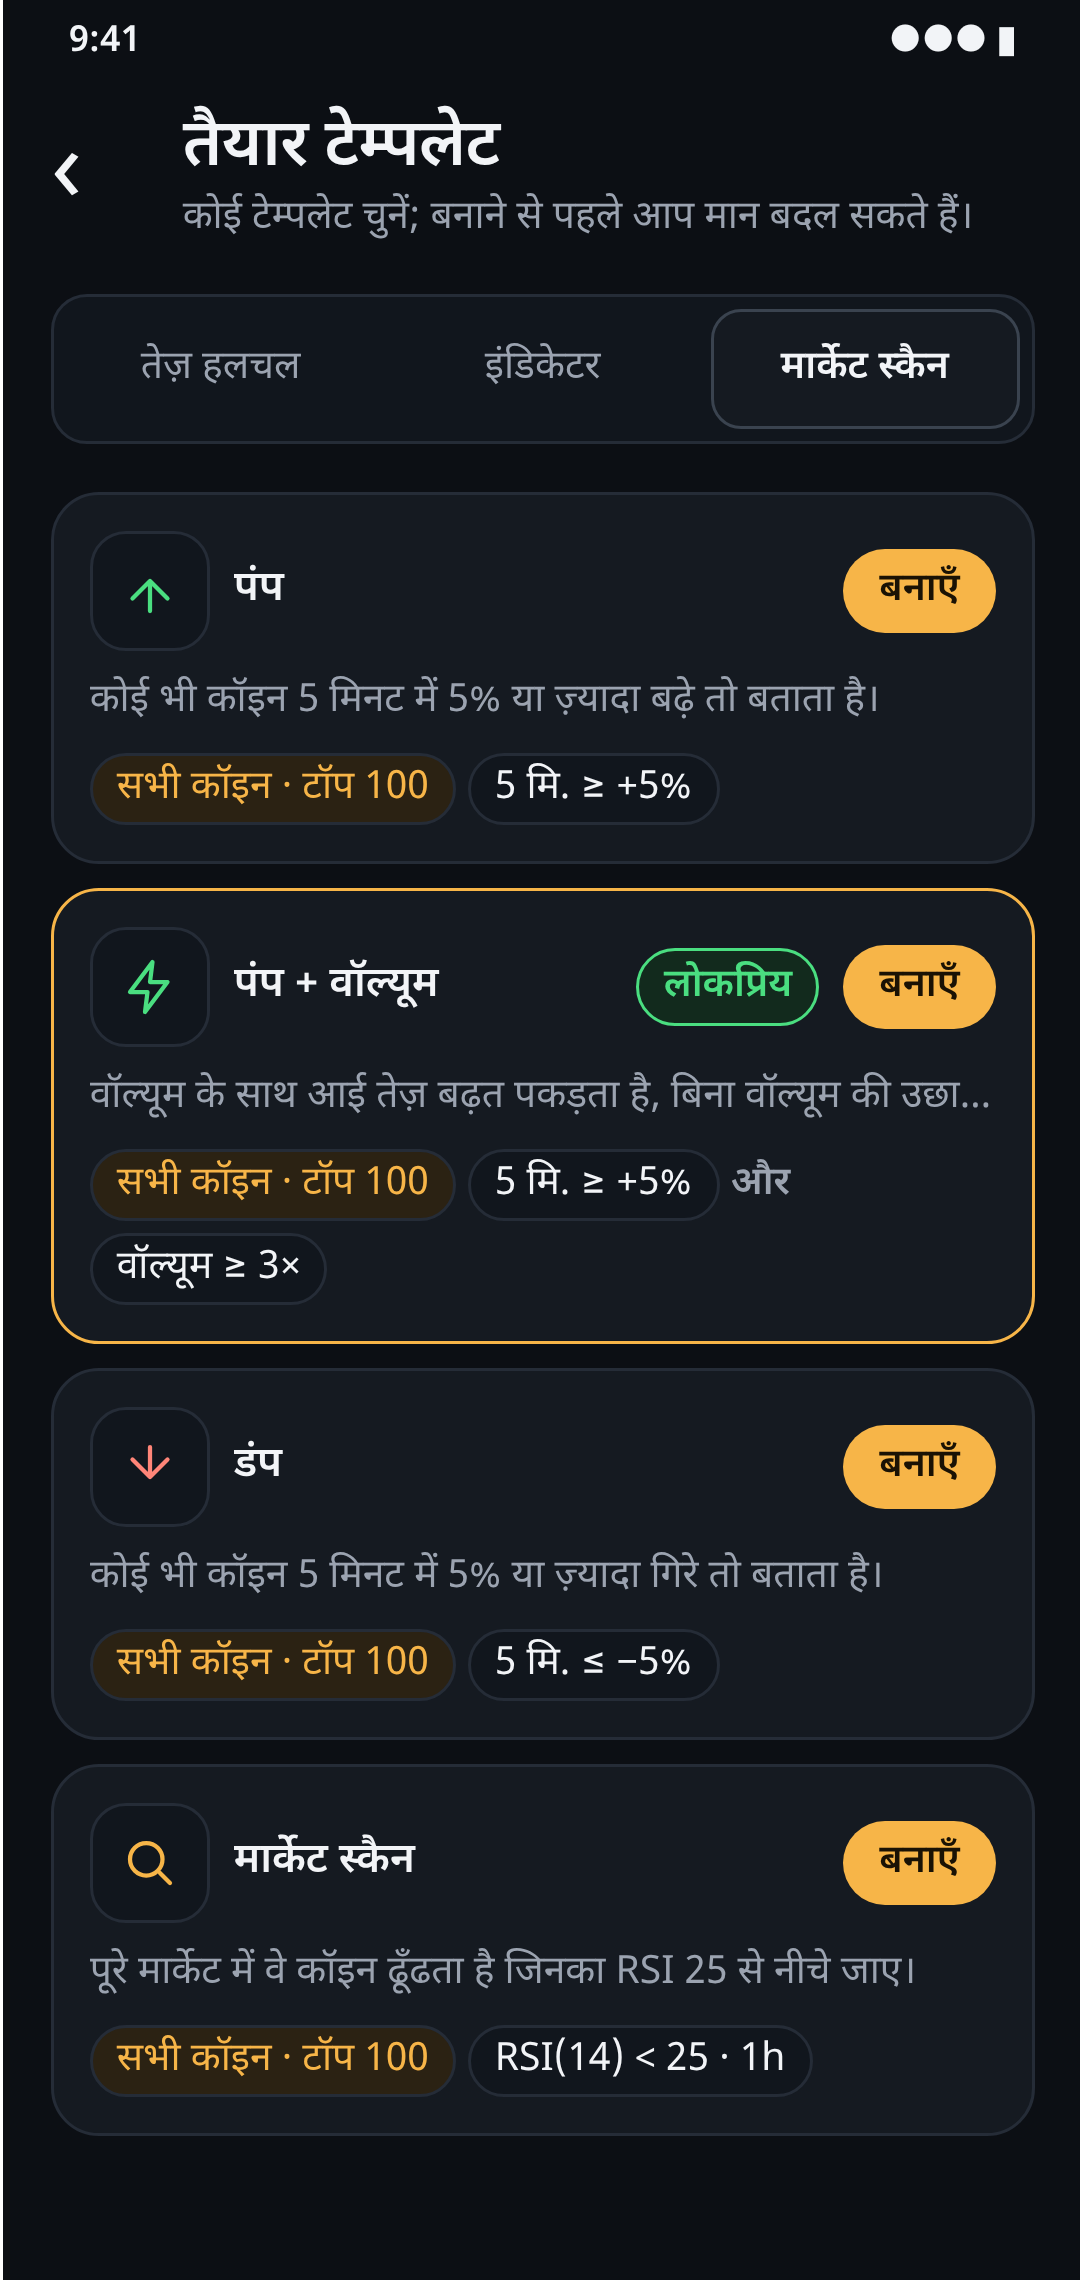 9:41
तैयार टेम्पलेट
कोई टेम्पलेट चुनें; बनाने से पहले आप मान बदल सकते हैं।
तेज़ हलचल
इंडिकेटर
मार्केट स्कैन
पंप
बनाएँ
कोई भी कॉइन 5 मिनट में 5% या ज़्यादा बढ़े तो बताता है।
सभी कॉइन · टॉप 100
5 मि. ≥ +5%
पंप + वॉल्यूम
लोकप्रिय
बनाएँ
वॉल्यूम के साथ आई तेज़ बढ़त पकड़ता है, बिना वॉल्यूम की उछा...
सभी कॉइन · टॉप 100
5 मि. ≥ +5%
और
वॉल्यूम ≥ 3×
डंप
बनाएँ
कोई भी कॉइन 5 मिनट में 5% या ज़्यादा गिरे तो बताता है।
सभी कॉइन · टॉप 100
5 मि. ≤ −5%
मार्केट स्कैन
बनाएँ
पूरे मार्केट में वे कॉइन ढूँढता है जिनका RSI 25 से नीचे जाए।
सभी कॉइन · टॉप 100
RSI(14) < 25 · 1h